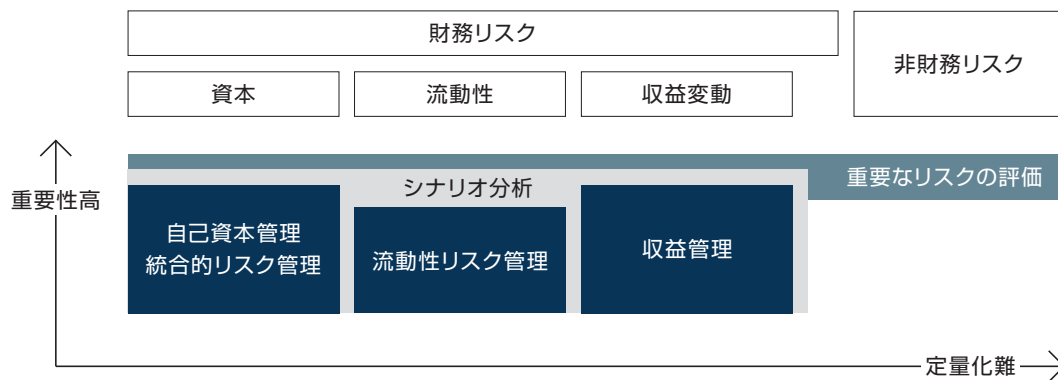 財務リスク
非財務リスク
資本
流動性
収益変動
重要性高
重要なリスクの評価
シナリオ分析
自己資本管理
統合的リスク管理
流動性リスク管理
収益管理
定量化難